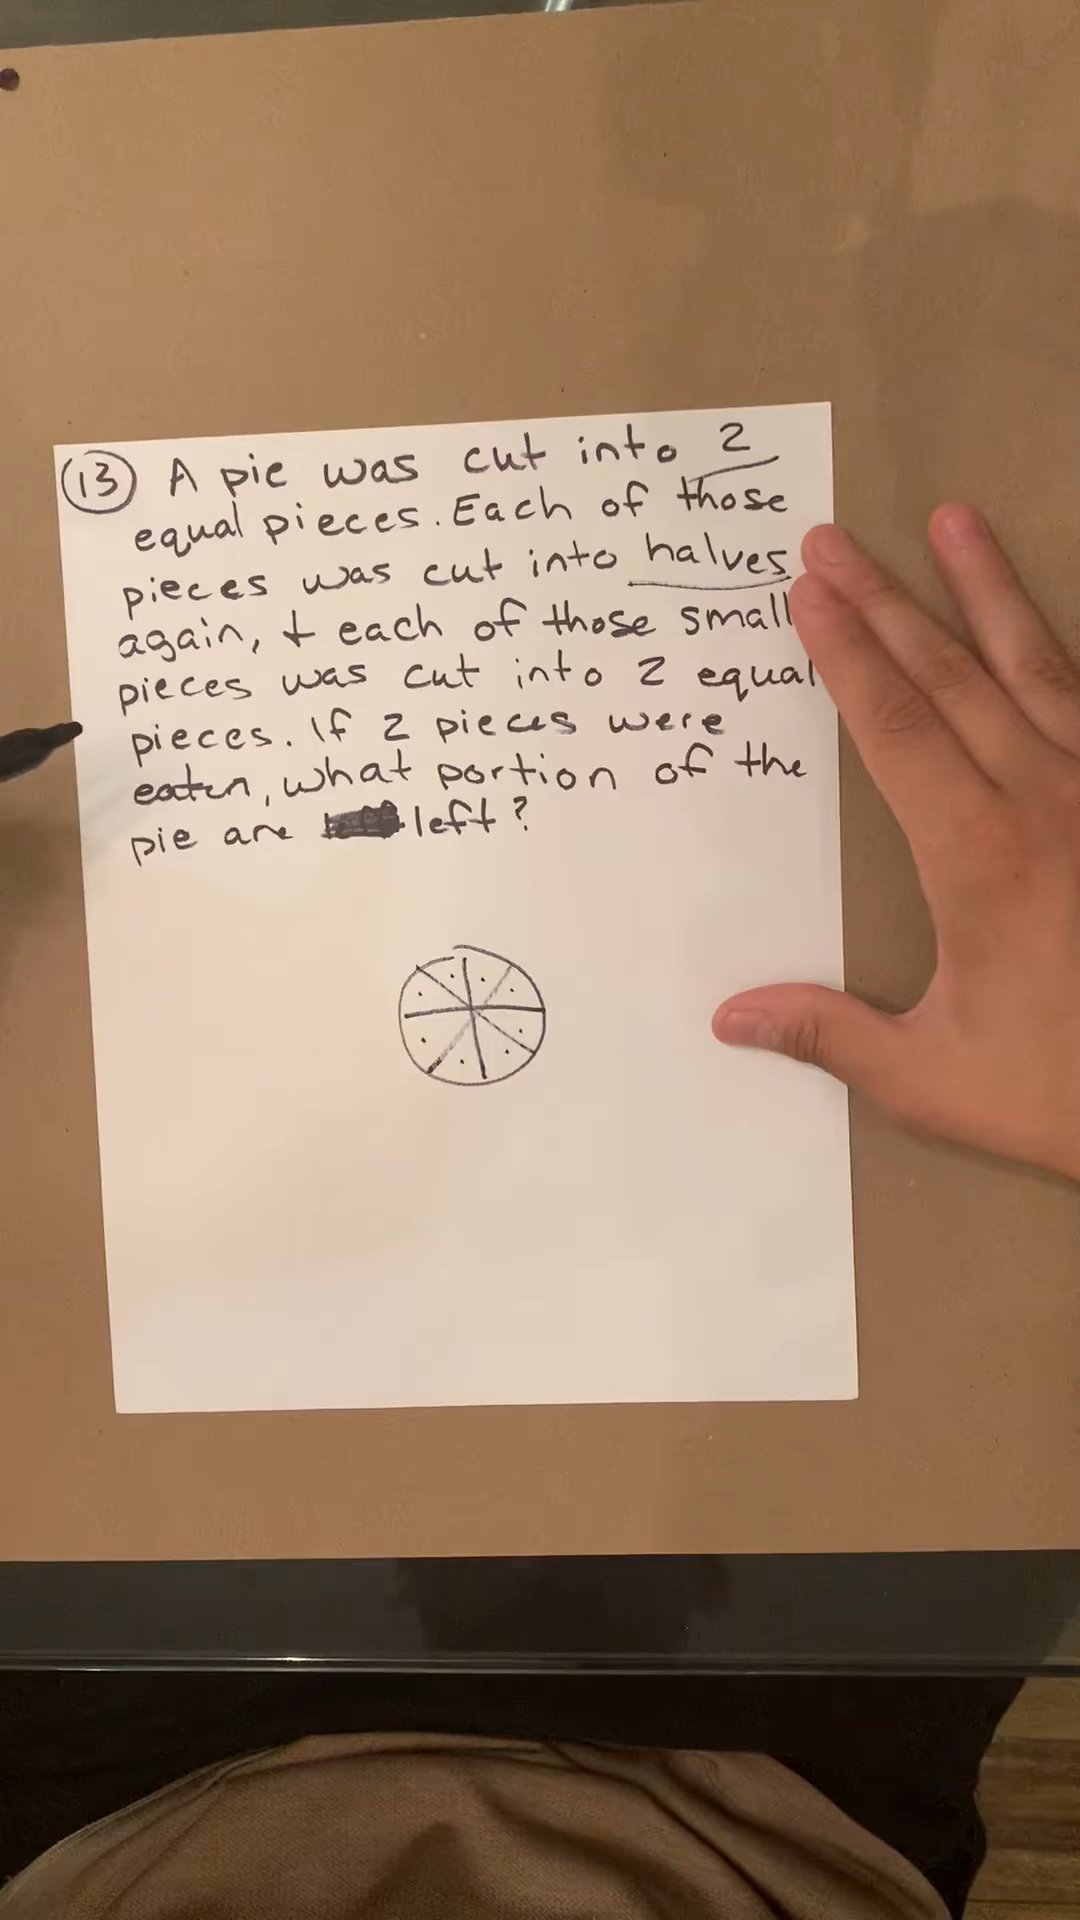 13 A pie was cut into 2
equal pieces. Each of those
pieces was cut into halves
again, + each of those small
pieces was cut into 2 equal
pieces. If 2 pieces were
eaten, what portion of the
pie are left?